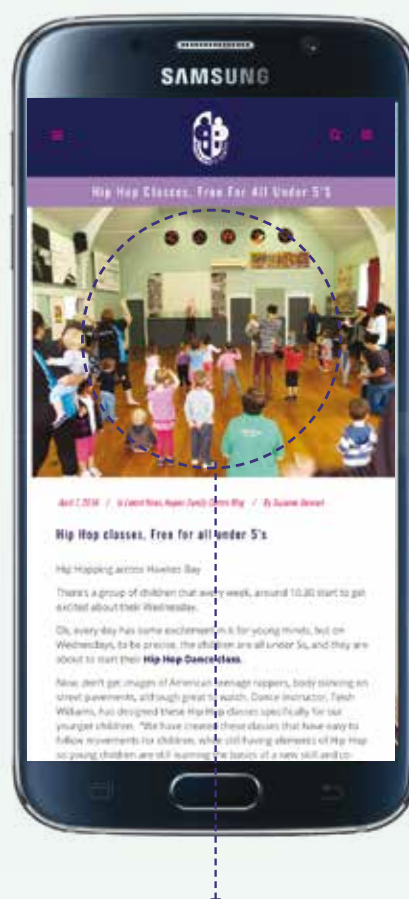 SAMSUNG
Hip Hop Classes, Free For All Under 5'S
April 7, 2016 / In Latest News, Napier Family Centre Blog / By Suzanne
Hip Hop classes, Free for all under 5's
Hip Hopping across Hawkes Bay
There's a group of children that every week, around 10.30 start to get
excited about their Wednesday.
Ok, every day has some excitement in it for young minds, but on
Wednesdays, to be precise, the children are all under 5s, and they are
about to start their Hip Hop Dance class.
Now, don't get images of American teenage rappers, body dancing on
street pavements, although great to watch. Dance Instructor,
Williams, has designed these Hip Hop classes specifically for our
younger children. "We have created these classes that have easy to
follow movements for children, while still having elements of Hip Hop
so young children are still learning the basics of a new skill and co-